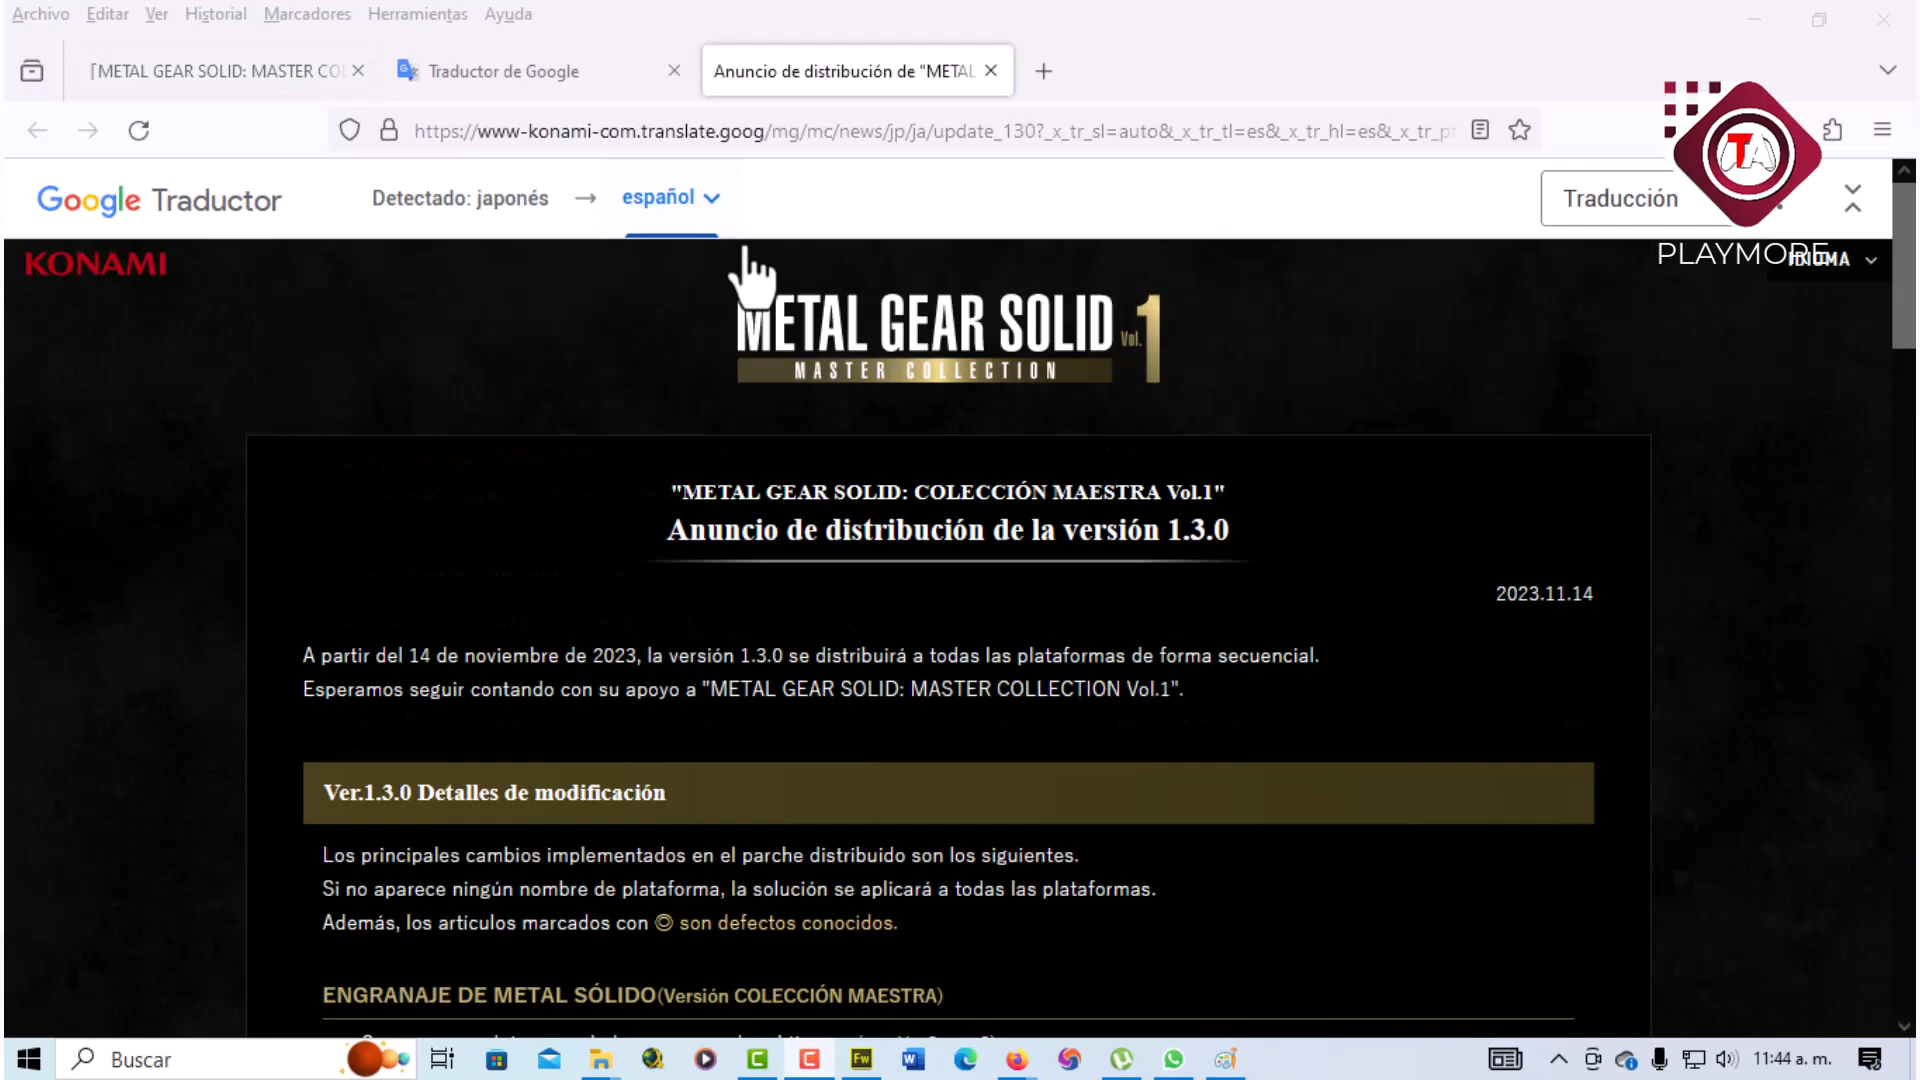 Archivo Editar Ver Historial Marcadores Herramientas Ayuda
「METAL GEAR SOLID: MASTER COL
Traductor de Google
Anuncio de distribución de "METAL
https://www-konami-com.translate.goog/mg/mc/news/jp/ja/update_130?_x_tr_sl=auto&_x_tr_tl=es&_x_tr_hl=es&_x_tr_pt
Google Traductor
Detectado: japonés → español
Traducción
TA
PLAYMORE
IDIOMA
KONAMI
METAL GEAR SOLID Vol. 1
MASTER COLLECTION
"METAL GEAR SOLID: COLECCIÓN MAESTRA Vol.1"
Anuncio de distribución de la versión 1.3.0
2023.11.14
A partir del 14 de noviembre de 2023, la versión 1.3.0 se distribuirá a todas las plataformas de forma secuencial.
Esperamos seguir contando con su apoyo a "METAL GEAR SOLID: MASTER COLLECTION Vol.1".
Ver.1.3.0 Detalles de modificación
Los principales cambios implementados en el parche distribuido son los siguientes.
Si no aparece ningún nombre de plataforma, la solución se aplicará a todas las plataformas.
Además, los artículos marcados con ◎ son defectos conocidos.
ENGRANAJE DE METAL SÓLIDO(Versión COLECCIÓN MAESTRA)
Buscar
Fw
11:44 a. m.